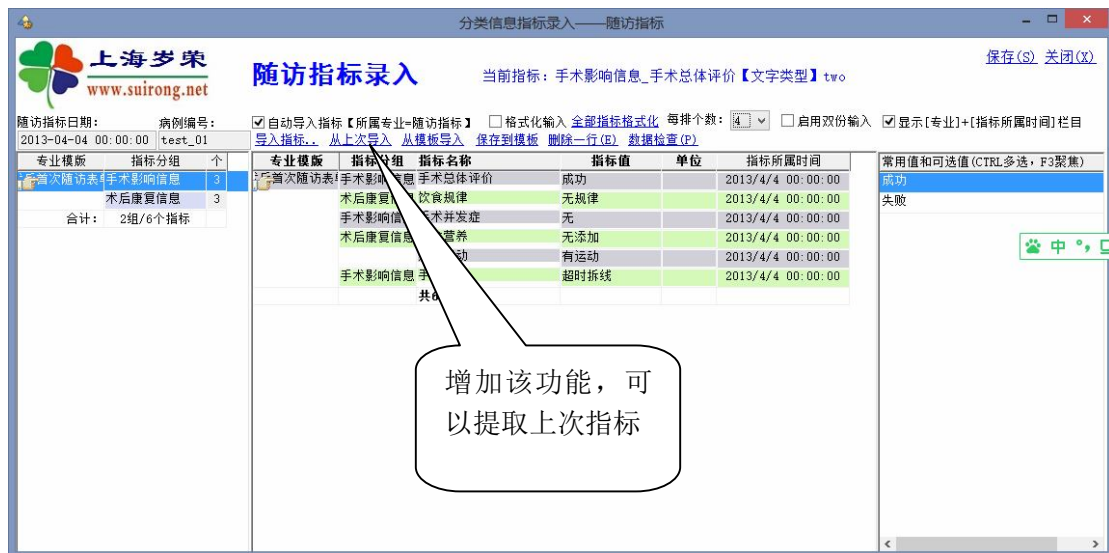 分类信息指标录入——随访指标
上海岁荣
www.suirong.net
随访指标录入
当前指标：手术影响信息_手术总体评价【文字类型】two
保存(S) 关闭(X)
随访指标日期： 病例编号：
自动导入指标【所属专业=随访指标】 格式化输入 全部指标格式化 每排个数： 4 启用双份输入 显示[专业]+[指标所属时间]栏目
2013-04-04 00:00:00 test_01
导入指标.. 从上次导入 从模板导入 保存到模板 删除一行(E) 数据检查(P)
专业模版 指标分组 个
首次随访表 手术影响信息 3
术后康复信息 3
合计： 2组/6个指标
专业模版 指标分组 指标名称 指标值 单位 指标所属时间
首次随访表 手术影响信息 手术总体评价 成功 2013/4/4 00:00:00
术后康复信息 饮食规律 无规律 2013/4/4 00:00:00
手术影响信 术并发症 无 2013/4/4 00:00:00
术后康复信息 营养 无添加 2013/4/4 00:00:00
动 有运动 2013/4/4 00:00:00
手术影响信息 手 超时拆线 2013/4/4 00:00:00
共6
常用值和可选值(CTRL多选，F3聚焦)
成功
失败
中
增加该功能，可
以提取上次指标